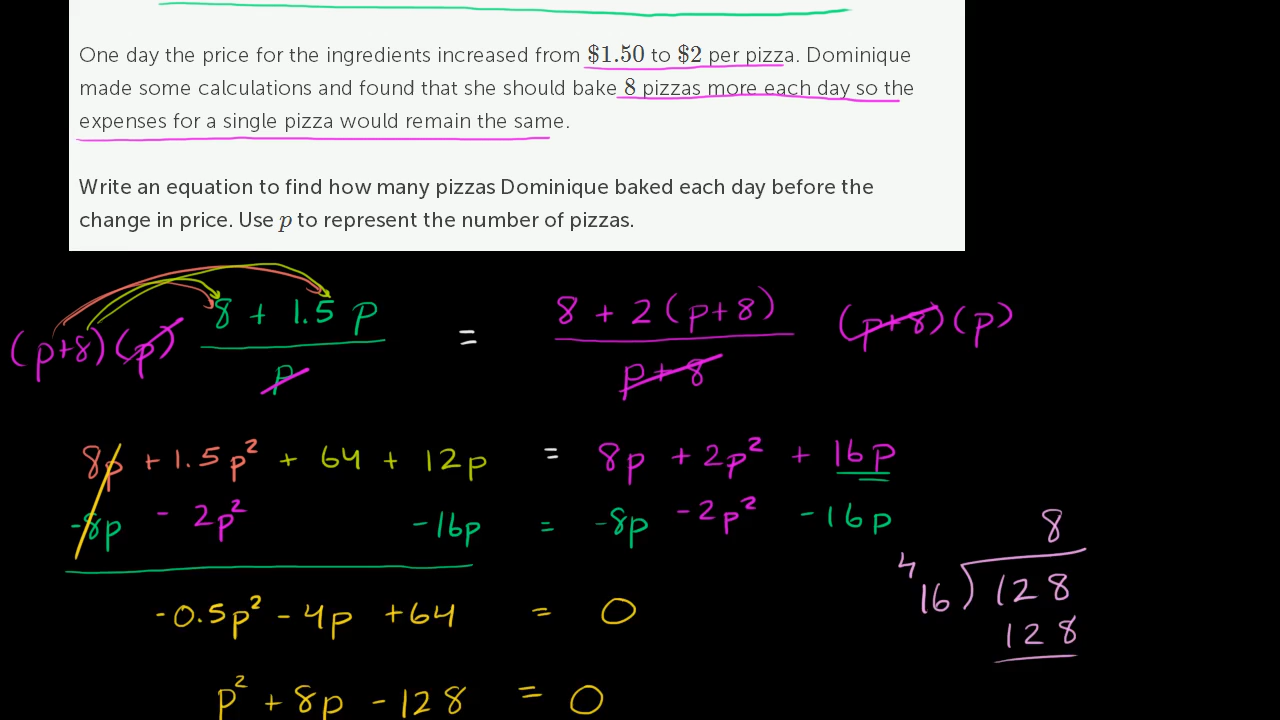 One day the price for the ingredients increased from $1.50 to $2 per pizza. Dominique
made some calculations and found that she should bake 8 pizzas more each day so the
expenses for a single pizza would remain the same.
Write an equation to find how many pizzas Dominique baked each day before the
change in price. Use p to represent the number of pizzas.
8 + 1.5 p = 8 + 2 (p+8)
(p+8) (p) p p+8 (p+8) (p)
8p + 1.5p² + 64 + 12p = 8p + 2p² + 16p
-8p - 2p² -16p = -8p -2p² -16p
8
4
16) 128
128
-0.5p² - 4p +64 = 0
p² + 8p - 128 = 0